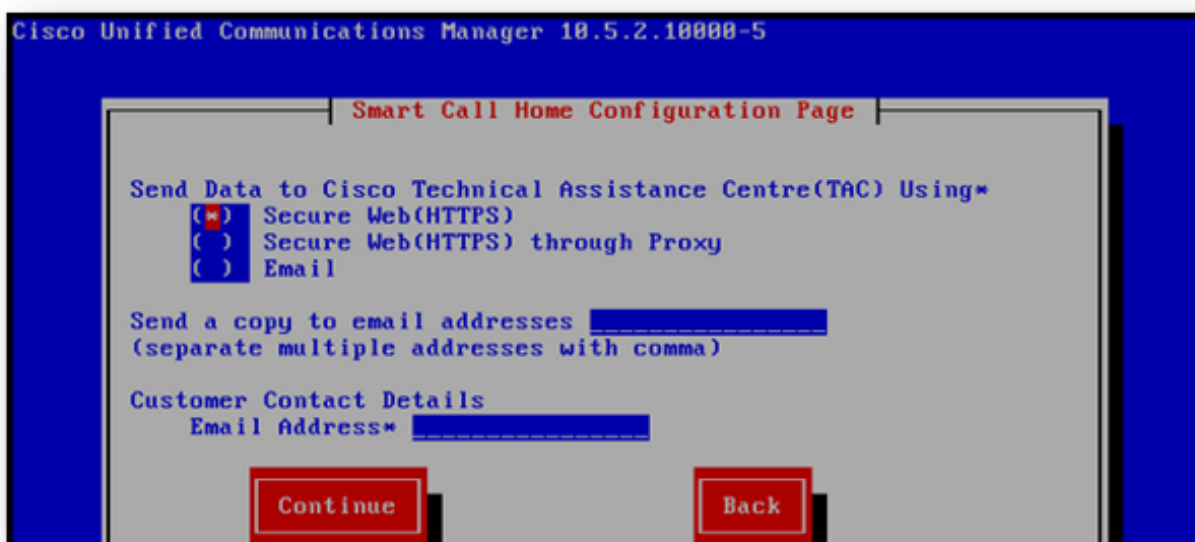 Cisco Unified Communications Manager 10.5.2.10000-5
Smart Call Home Configuration Page
Send Data to Cisco Technical Assistance Centre(TAC) Using*
(*) Secure Web(HTTPS)
( ) Secure Web(HTTPS) through Proxy
( ) Email
Send a copy to email addresses ________________
(separate multiple addresses with comma)
Customer Contact Details
Email Address* ________________
Continue Back